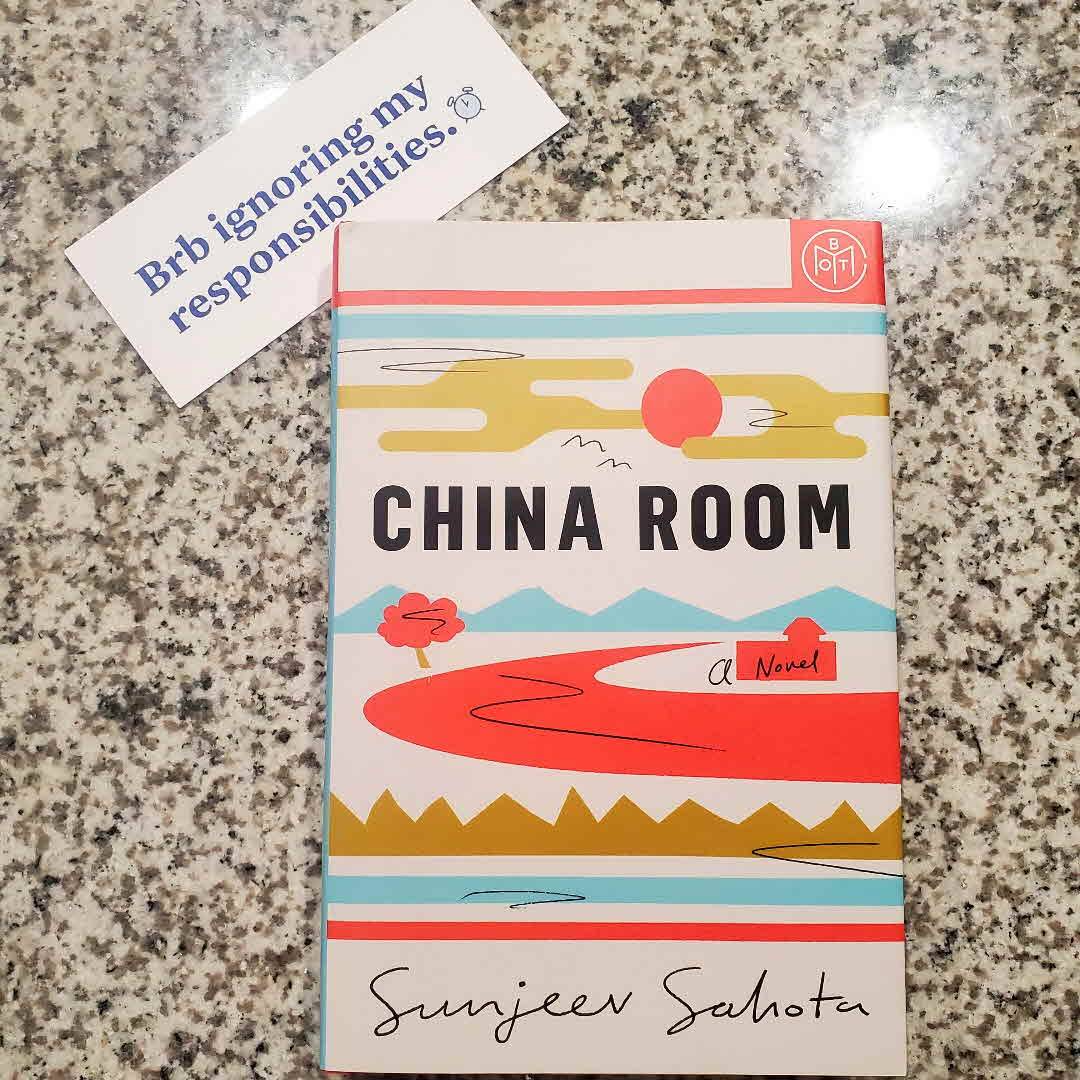 Brb ignoring my
responsibilities.
BOTM
CHINA ROOM
a Novel
Sunjeev Sahota